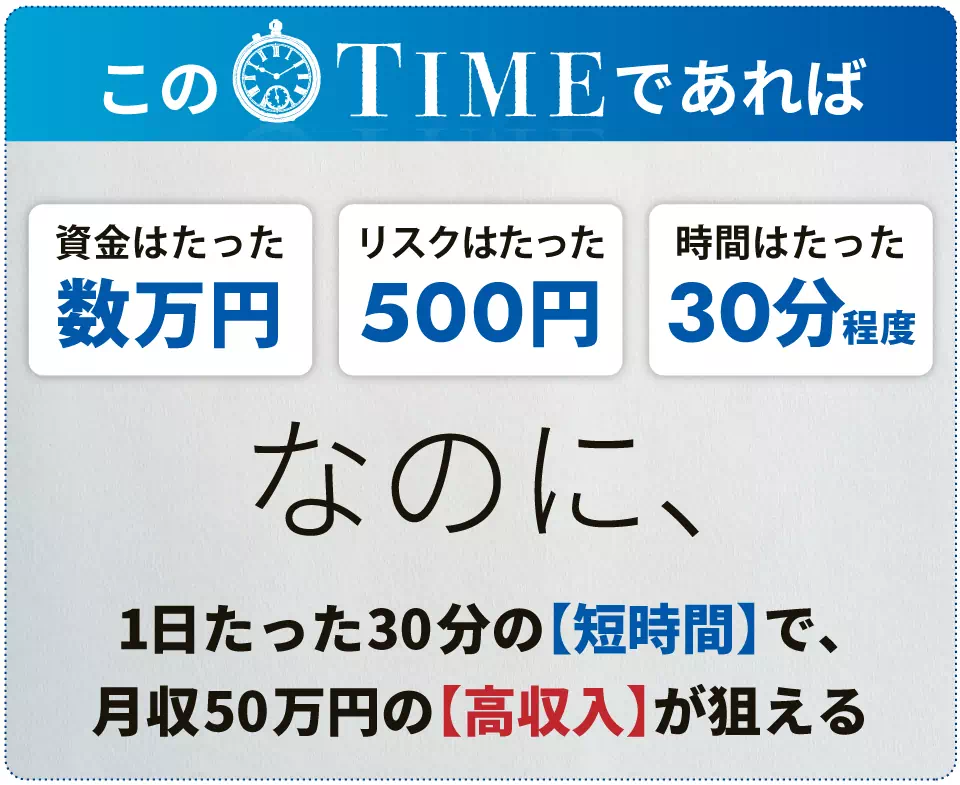 このTIMEであれば
資金はたった
数万円
リスクはたった
500円
時間はたった
30分程度
なのに、
1日たった30分の【短時間】で、
月収50万円の【高収入】が狙える